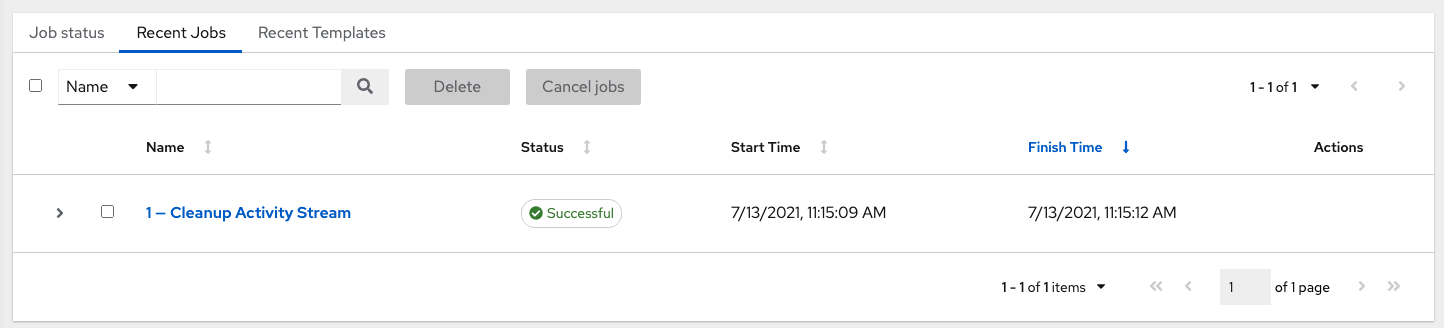 Job status Recent Jobs Recent Templates
Name Delete Cancel jobs 1 - 1 of 1
Name Status Start Time Finish Time Actions
1 – Cleanup Activity Stream Successful 7/13/2021, 11:15:09 AM 7/13/2021, 11:15:12 AM
1 - 1 of 1 items 1 of 1 page